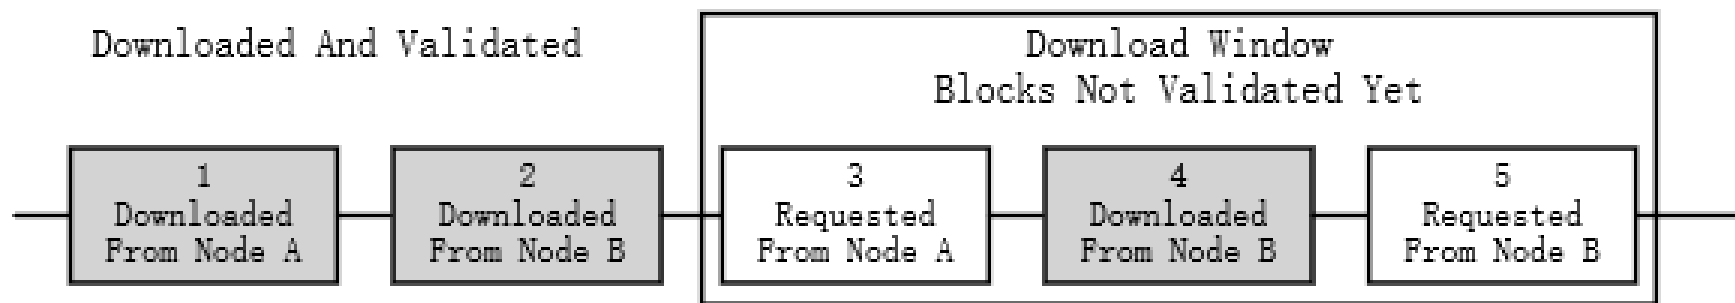 Downloaded And Validated
Download Window
Blocks Not Validated Yet
1
Downloaded
From Node A
2
Downloaded
From Node B
3
Requested
From Node A
4
Downloaded
From Node B
5
Requested
From Node B